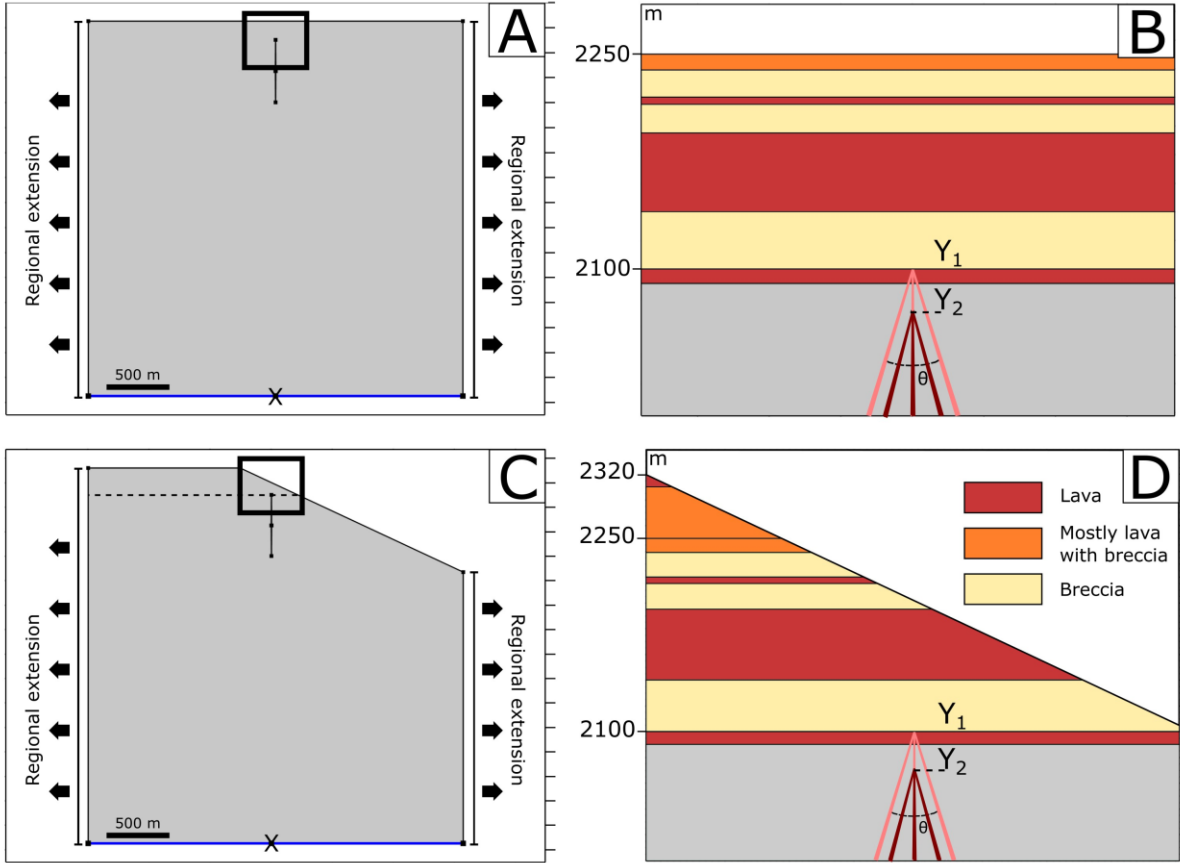 A
Regional extension
Regional extension
500 m
X
B
m
2250
2100
Y1
Y2
θ
C
Regional extension
Regional extension
500 m
X
D
m
2320
2250
2100
Lava
Mostly lava
with breccia
Breccia
Y1
Y2
θ